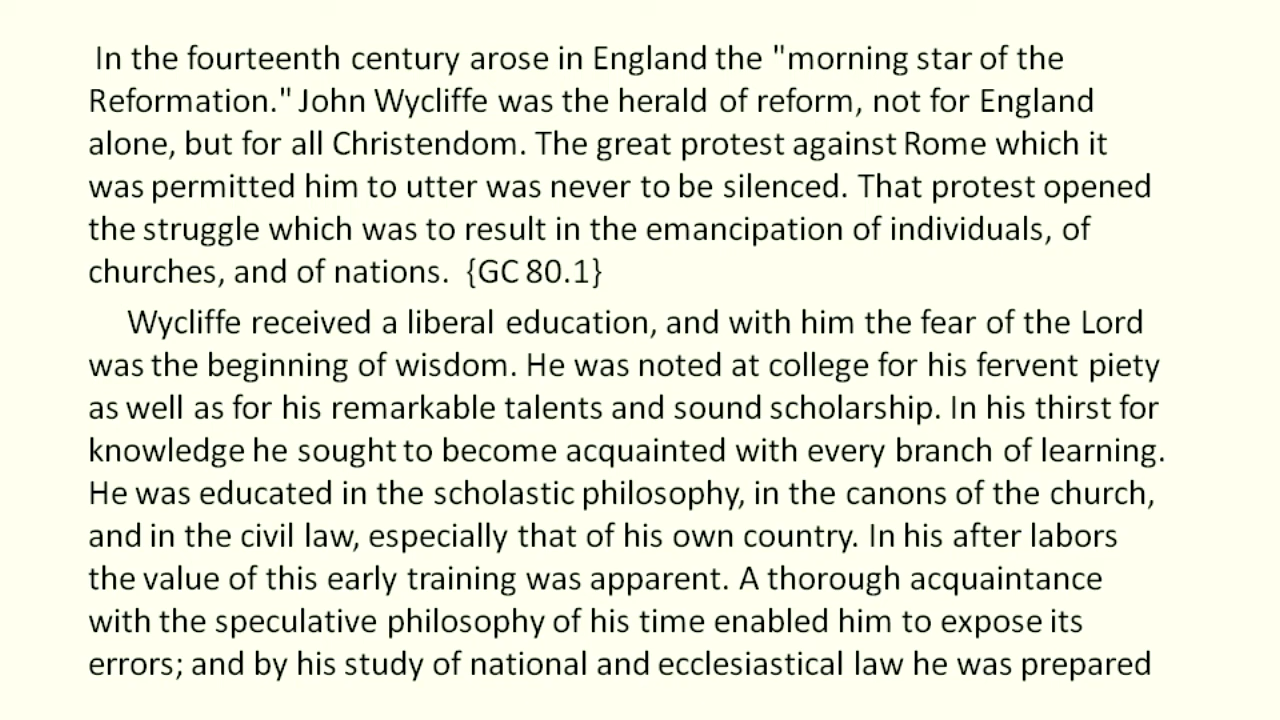 In the fourteenth century arose in England the "morning star of the
Reformation." John Wycliffe was the herald of reform, not for England
alone, but for all Christendom. The great protest against Rome which it
was permitted him to utter was never to be silenced. That protest opened
the struggle which was to result in the emancipation of individuals, of
churches, and of nations.  {GC 80.1}
Wycliffe received a liberal education, and with him the fear of the Lord
was the beginning of wisdom. He was noted at college for his fervent piety
as well as for his remarkable talents and sound scholarship. In his thirst for
knowledge he sought to become acquainted with every branch of learning.
He was educated in the scholastic philosophy, in the canons of the church,
and in the civil law, especially that of his own country. In his after labors
the value of this early training was apparent. A thorough acquaintance
with the speculative philosophy of his time enabled him to expose its
errors; and by his study of national and ecclesiastical law he was prepared